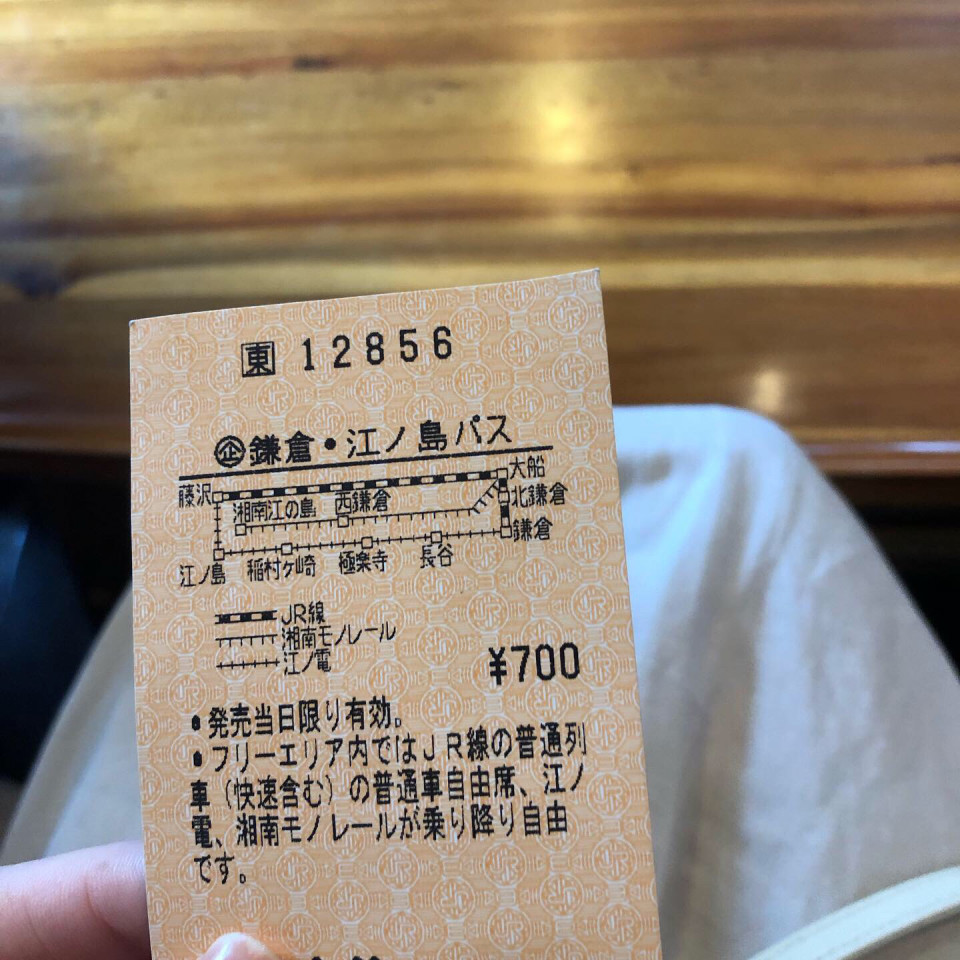 東 12856
企 鎌倉・江ノ島パス
藤沢 大船
湘南江の島 西鎌倉 北鎌倉
鎌倉
江ノ島 稲村ヶ崎 極楽寺 長谷
JR線
湘南モノレール
江ノ電
¥700
●発売当日限り有効。
●フリーエリア内ではJR線の普通列
車(快速含む)の普通車自由席、江ノ
電、湘南モノレールが乗り降り自由
です。